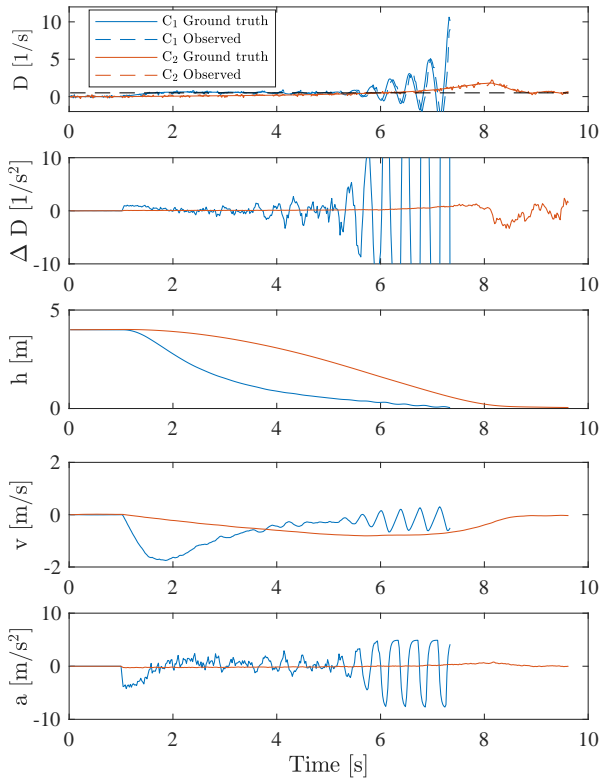 C1 Ground truth
C1 Observed
C2 Ground truth
C2 Observed
D [1/s]
10
5
0
0 2 4 6 8 10
Δ D [1/s²]
10
0
-10
0 2 4 6 8 10
h [m]
5
0
0 2 4 6 8 10
v [m/s]
2
0
-2
0 2 4 6 8 10
a [m/s²]
10
0
-10
0 2 4 6 8 10
Time [s]